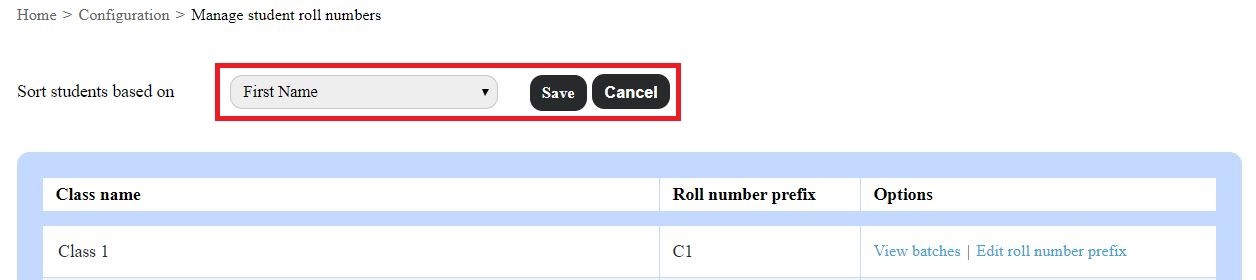 Home > Configuration > Manage student roll numbers
Sort students based on First Name Save Cancel
Class name Roll number prefix Options
Class 1 C1 View batches | Edit roll number prefix